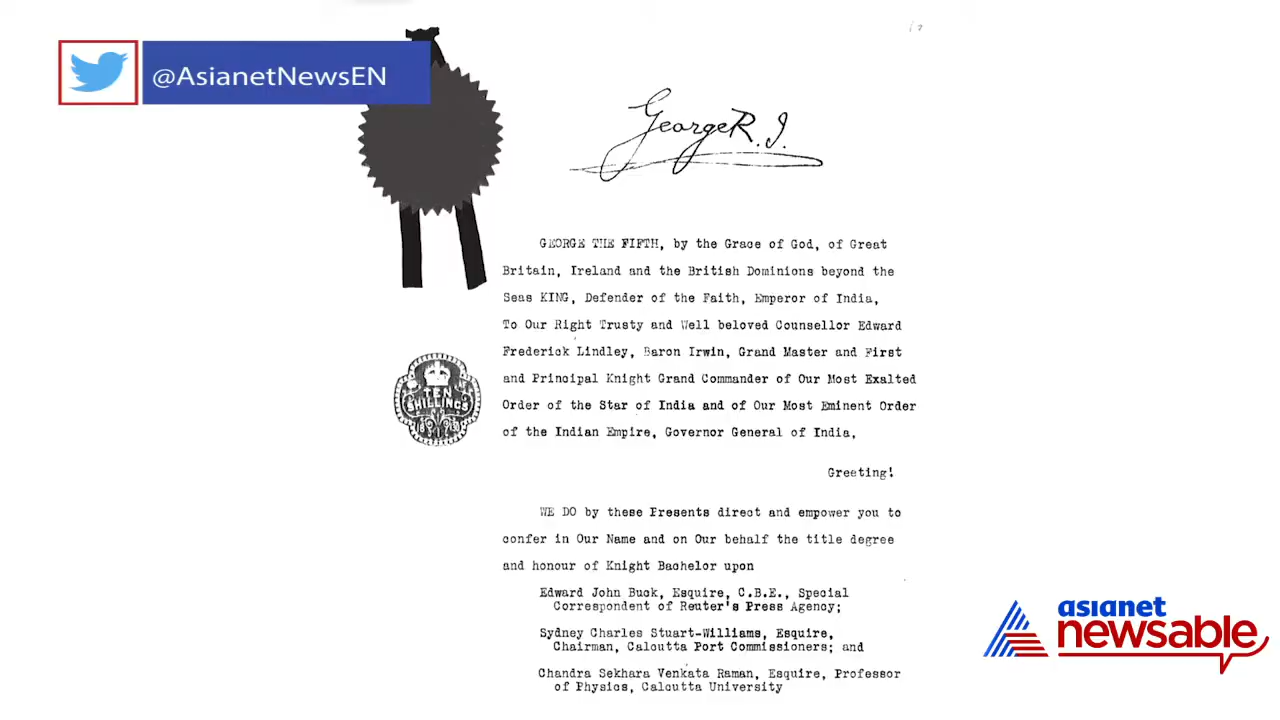 @AsianetNewsEN
George R. I.
GEORGE THE FIFTH, by the Grace of God, of Great
Britain, Ireland and the British Dominions beyond the
Seas KING, Defender of the Faith, Emperor of India,
To Our Right Trusty and Well beloved Counsellor Edward
Frederick Lindley, Baron Irwin, Grand Master and First
and Principal Knight Grand Commander of Our Most Exalted
Order of the Star of India and of Our Most Eminent Order
of the Indian Empire, Governor General of India,
TEN
SHILLINGS
Greeting!
WE DO by these Presents direct and empower you to
confer in Our Name and on Our behalf the title degree
and honour of Knight Bachelor upon
Edward John Buck, Esquire, C.B.E., Special
Correspondent of Reuter's Press Agency;
Sydney Charles Stuart-Williams, Esquire,
Chairman, Calcutta Port Commissioners; and
Chandra Sekhara Venkata Raman, Esquire, Professor
of Physics, Calcutta University
asianet
newsable